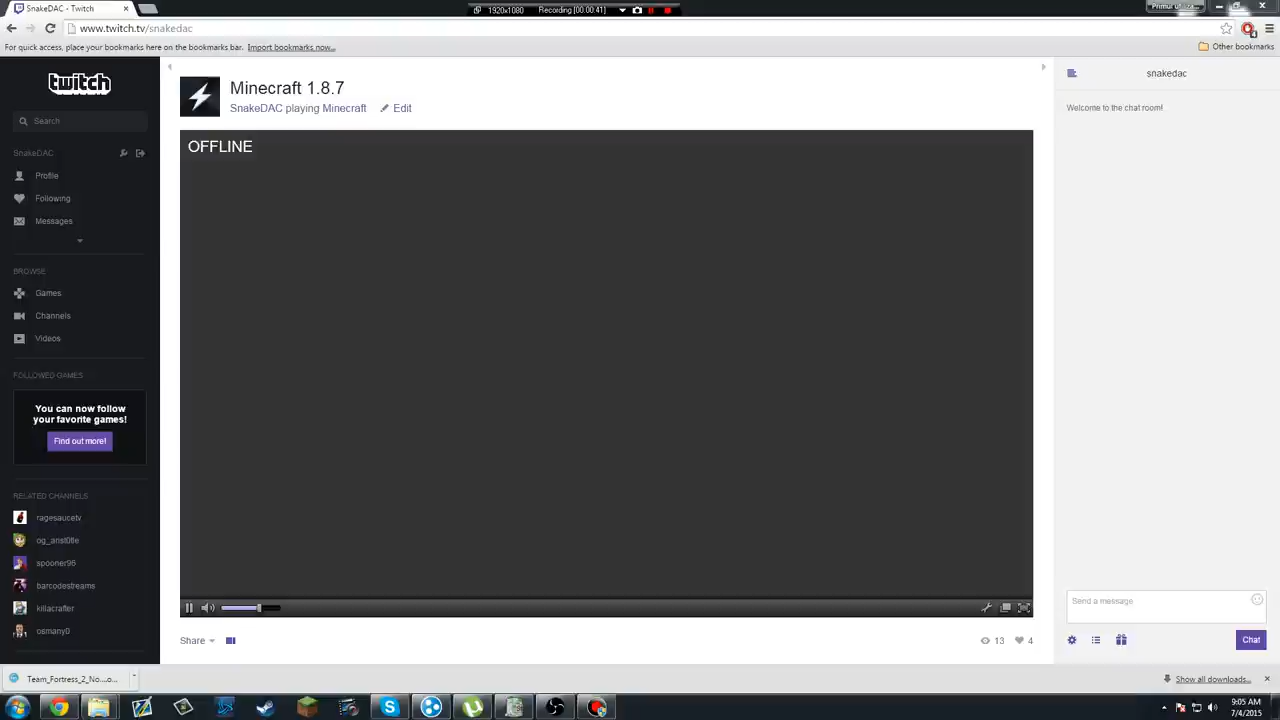 SnakeDAC - Twitch
1920x1080
Recording [00:00:41]
www.twitch.tv/snakedac
For quick access, place your bookmarks here on the bookmarks bar. Import bookmarks now...
Other bookmarks
twitch
Search
SnakeDAC
Profile
Following
Messages
BROWSE
Games
Channels
Videos
FOLLOWED GAMES
You can now follow
your favorite games!
Find out more!
RELATED CHANNELS
ragesaucetv
spooner96
barcodestreams
killacrafter
osmany0
Minecraft 1.8.7
SnakeDAC playing Minecraft
Edit
OFFLINE
Share
13
4
snakedac
Welcome to the chat room!
Send a message
Chat
Team_Fortress_2_No....o...
Show all downloads...
9:05 AM
7/4/2015